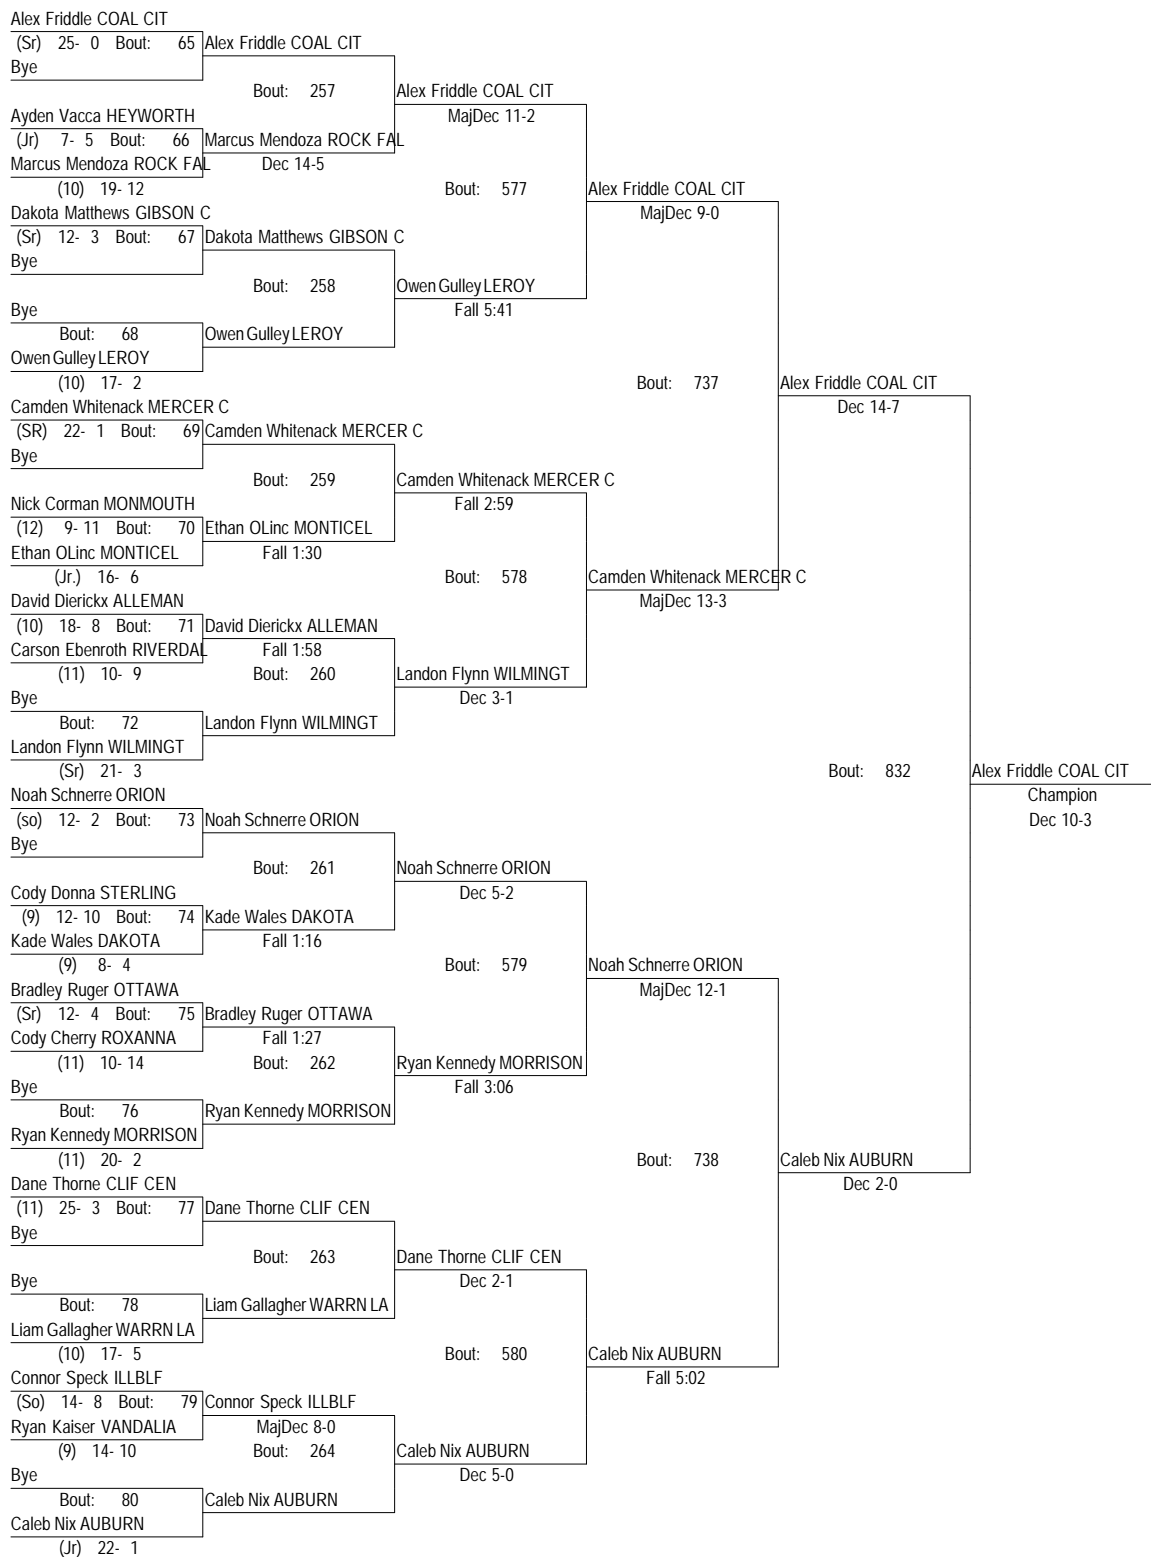 Alex Friddle COAL CIT
(Sr) 25- 0 Bout: 65 Alex Friddle COAL CIT
Bye
Bout: 257 Alex Friddle COAL CIT
Ayden Vacca HEYWORTH MajDec 11-2
(Jr) 7- 5 Bout: 66 Marcus Mendoza ROCK FAL
Marcus Mendoza ROCK FAL Dec 14-5
(10) 19- 12 Bout: 577 Alex Friddle COAL CIT
Dakota Matthews GIBSON C MajDec 9-0
(Sr) 12- 3 Bout: 67 Dakota Matthews GIBSON C
Bye
Bout: 258 Owen Gulley LEROY
Bye Fall 5:41
Bout: 68 Owen Gulley LEROY
Owen Gulley LEROY
(10) 17- 2 Bout: 737 Alex Friddle COAL CIT
Camden Whitenack MERCER C Dec 14-7
(SR) 22- 1 Bout: 69 Camden Whitenack MERCER C
Bye
Bout: 259 Camden Whitenack MERCER C
Nick Corman MONMOUTH Fall 2:59
(12) 9- 11 Bout: 70 Ethan OLinc MONTICEL
Ethan OLinc MONTICEL Fall 1:30
(Jr.) 16- 6 Bout: 578 Camden Whitenack MERCER C
David Dierickx ALLEMAN MajDec 13-3
(10) 18- 8 Bout: 71 David Dierickx ALLEMAN
Carson Ebenroth RIVERDAL Fall 1:58
(11) 10- 9 Bout: 260 Landon Flynn WILMINGT
Bye Dec 3-1
Bout: 72 Landon Flynn WILMINGT
Landon Flynn WILMINGT
(Sr) 21- 3 Bout: 832 Alex Friddle COAL CIT
Noah Schnerre ORION Champion
(so) 12- 2 Bout: 73 Noah Schnerre ORION Dec 10-3
Bye
Bout: 261 Noah Schnerre ORION
Cody Donna STERLING Dec 5-2
(9) 12- 10 Bout: 74 Kade Wales DAKOTA
Kade Wales DAKOTA Fall 1:16
(9) 8- 4 Bout: 579 Noah Schnerre ORION
Bradley Ruger OTTAWA MajDec 12-1
(Sr) 12- 4 Bout: 75 Bradley Ruger OTTAWA
Cody Cherry ROXANNA Fall 1:27
(11) 10- 14 Bout: 262 Ryan Kennedy MORRISON
Bye Fall 3:06
Bout: 76 Ryan Kennedy MORRISON
Ryan Kennedy MORRISON
(11) 20- 2 Bout: 738 Caleb Nix AUBURN
Dane Thorne CLIF CEN Dec 2-0
(11) 25- 3 Bout: 77 Dane Thorne CLIF CEN
Bye
Bout: 263 Dane Thorne CLIF CEN
Bye Dec 2-1
Bout: 78 Liam Gallagher WARRN LA
Liam Gallagher WARRN LA
(10) 17- 5 Bout: 580 Caleb Nix AUBURN
Connor Speck ILLBLF Fall 5:02
(So) 14- 8 Bout: 79 Connor Speck ILLBLF
Ryan Kaiser VANDALIA MajDec 8-0
(9) 14- 10 Bout: 264 Caleb Nix AUBURN
Bye Dec 5-0
Bout: 80 Caleb Nix AUBURN
Caleb Nix AUBURN
(Jr) 22- 1